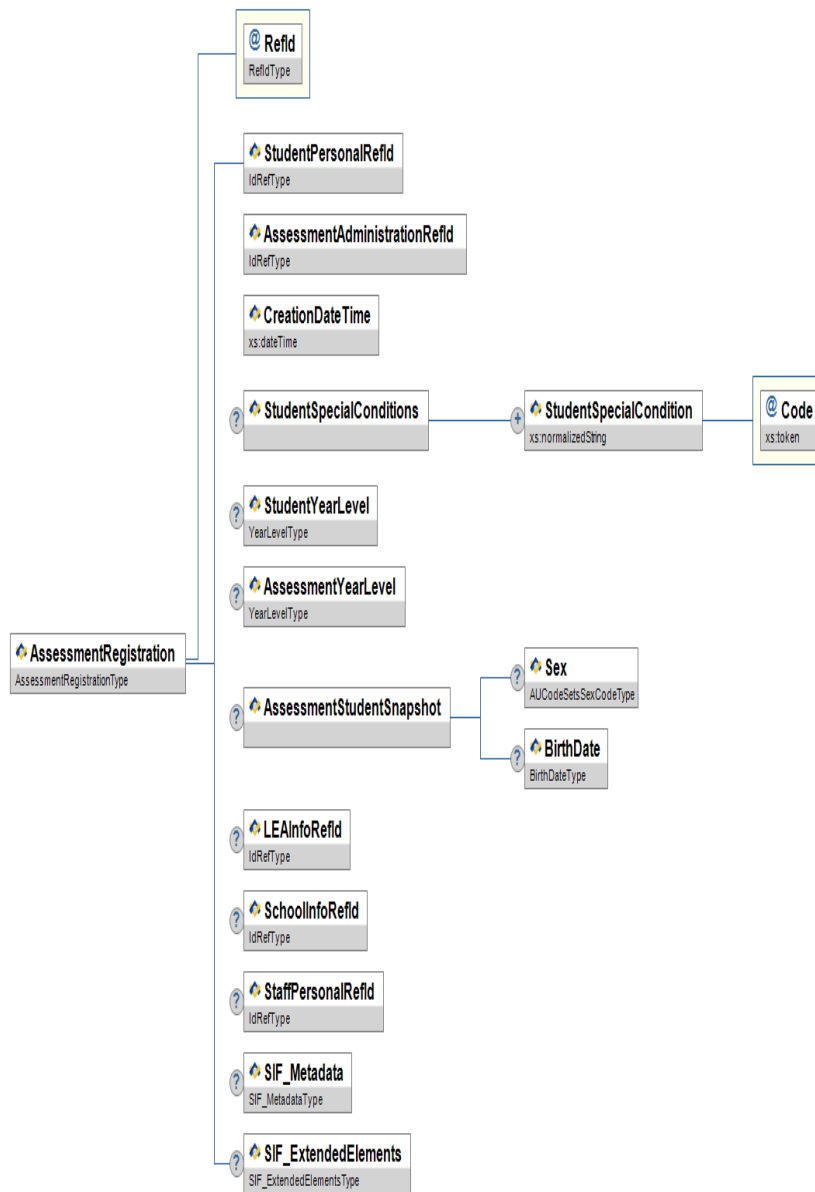 @ RefId
RefIdType
StudentPersonalRefId
IdRefType
AssessmentAdministrationRefId
IdRefType
CreationDateTime
xs:dateTime
? StudentSpecialConditions
+ StudentSpecialCondition
xs:normalizedString
@ Code
xs:token
? StudentYearLevel
YearLevelType
? AssessmentYearLevel
YearLevelType
AssessmentRegistration
AssessmentRegistrationType
? AssessmentStudentSnapshot
? Sex
AUCodeSetsSexCodeType
? BirthDate
BirthDateType
? LEAInfoRefId
IdRefType
? SchoolInfoRefId
IdRefType
? StaffPersonalRefId
IdRefType
? SIF_Metadata
SIF_MetadataType
? SIF_ExtendedElements
SIF_ExtendedElementsType